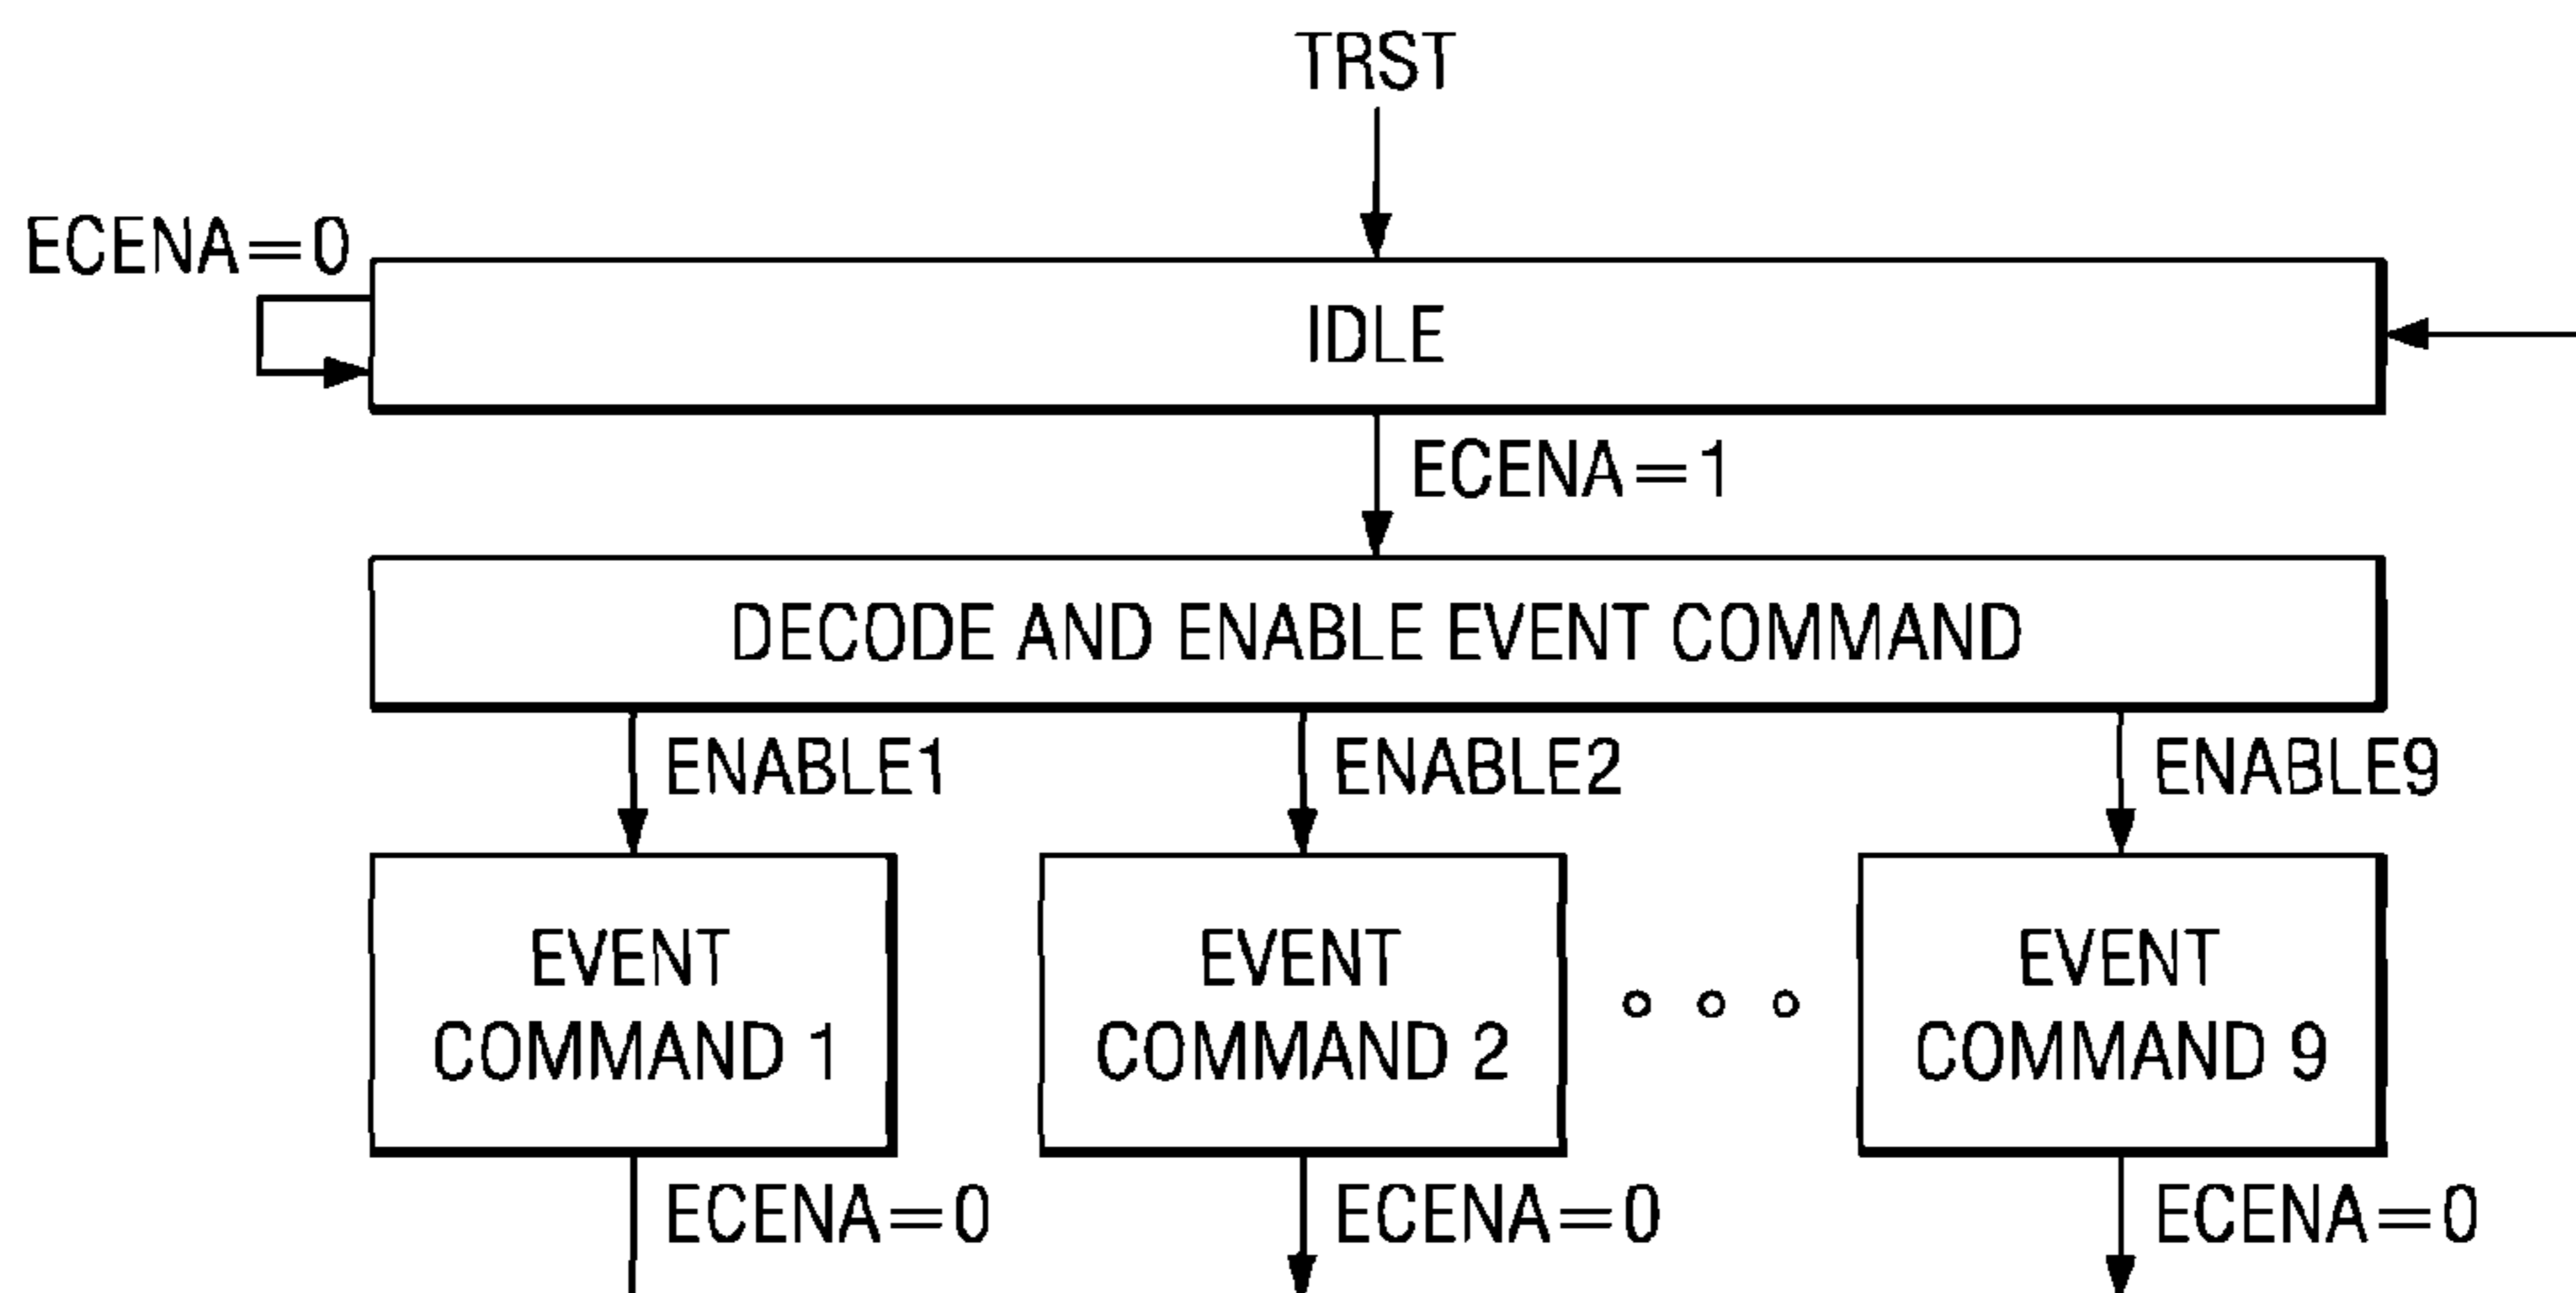 TRST
ECENA=0
IDLE
ECENA=1
DECODE AND ENABLE EVENT COMMAND
ENABLE1
ENABLE2
ENABLE9
EVENT
COMMAND 1
EVENT
COMMAND 2
EVENT
COMMAND 9
ECENA=0
ECENA=0
ECENA=0